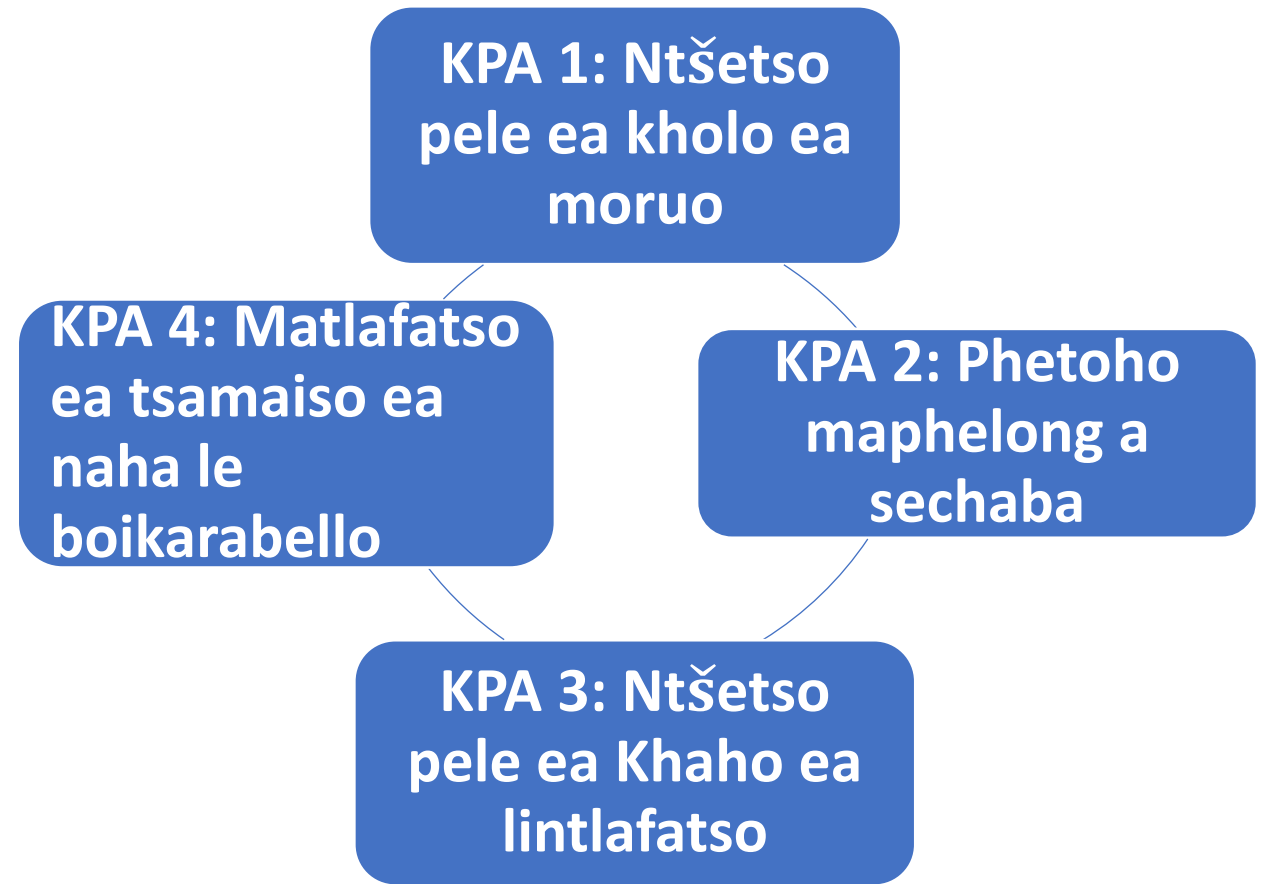 KPA 1: Ntšetso
pele ea kholo ea
moruo
KPA 2: Phetoho
maphelong a
sechaba
KPA 3: Ntšetso
pele ea Khaho ea
lintlafatso
KPA 4: Matlafatso
ea tsamaiso ea
naha le
boikarabello